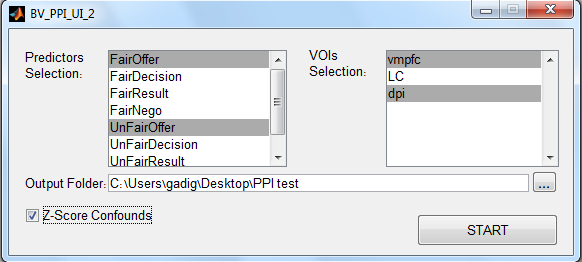 BV_PPI_UI_2
Predictors
Selection:
FairOffer
FairDecision
FairResult
FairNego
UnFairOffer
UnFairDecision
UnFairResult
VOIs
Selection:
vmpfc
LC
dpi
Output Folder: C:\Users\gadig\Desktop\PPI test ...
Z-Score Confounds
START